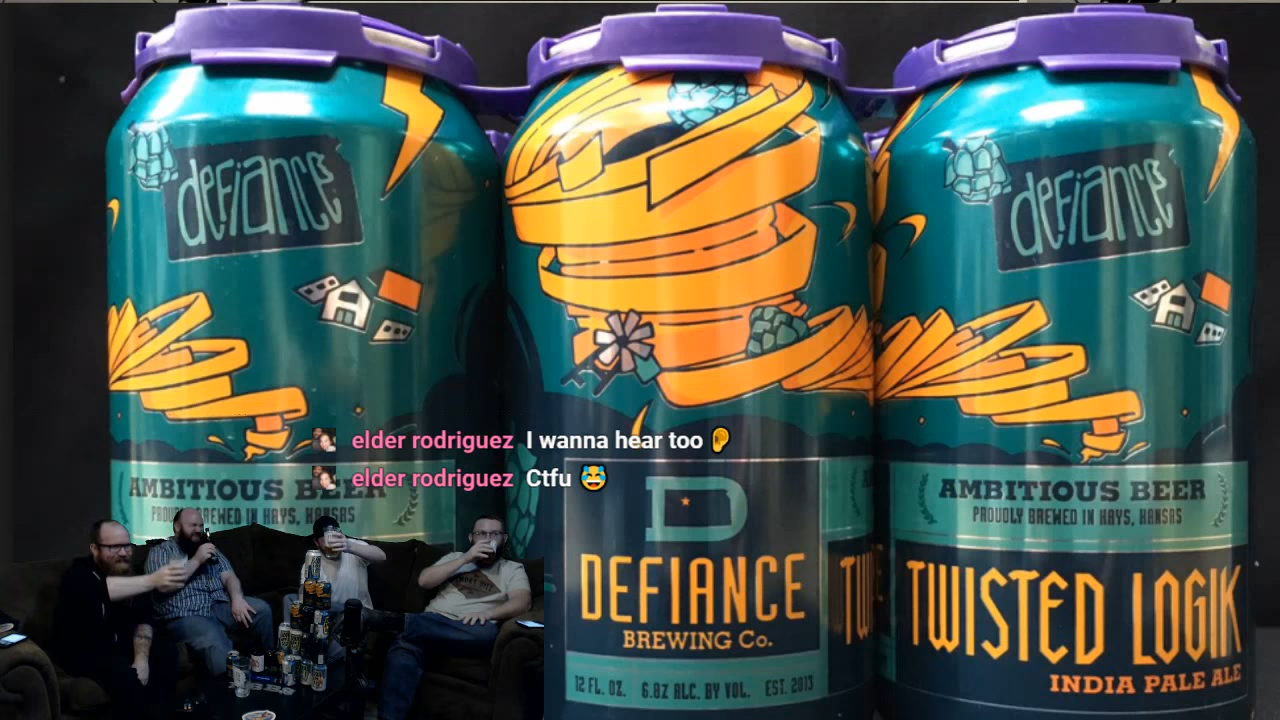 defiance
defiance
elder rodriguez I wanna hear too 👂
elder rodriguez Ctfu 😹
AMBITIOUS BEER
PROUDLY BREWED IN HAYS, KANSAS
D
DEFIANCE
BREWING Co.
12 FL. OZ. 6.8% ALC. BY VOL. EST. 2013
TW
AMBITIOUS BEER
PROUDLY BREWED IN HAYS, KANSAS
TWISTED LOGIK
INDIA PALE ALE